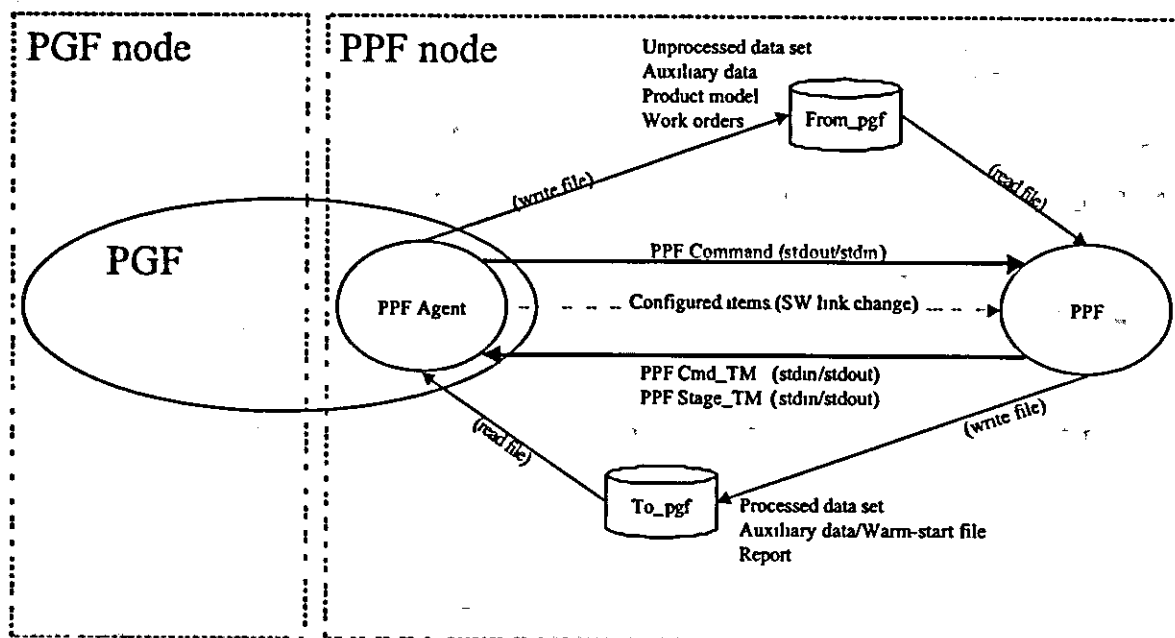 PGF node
PPF node
Unprocessed data set
Auxiliary data
Product model
Work orders
From_pgf
(write file)
(read file)
PGF
PPF Agent
PPF Command (stdout/stdin)
Configured items (SW link change)
PPF
PPF Cmd_TM (stdin/stdout)
PPF Stage_TM (stdin/stdout)
(read file)
(write file)
To_pgf
Processed data set
Auxiliary data/Warm-start file
Report